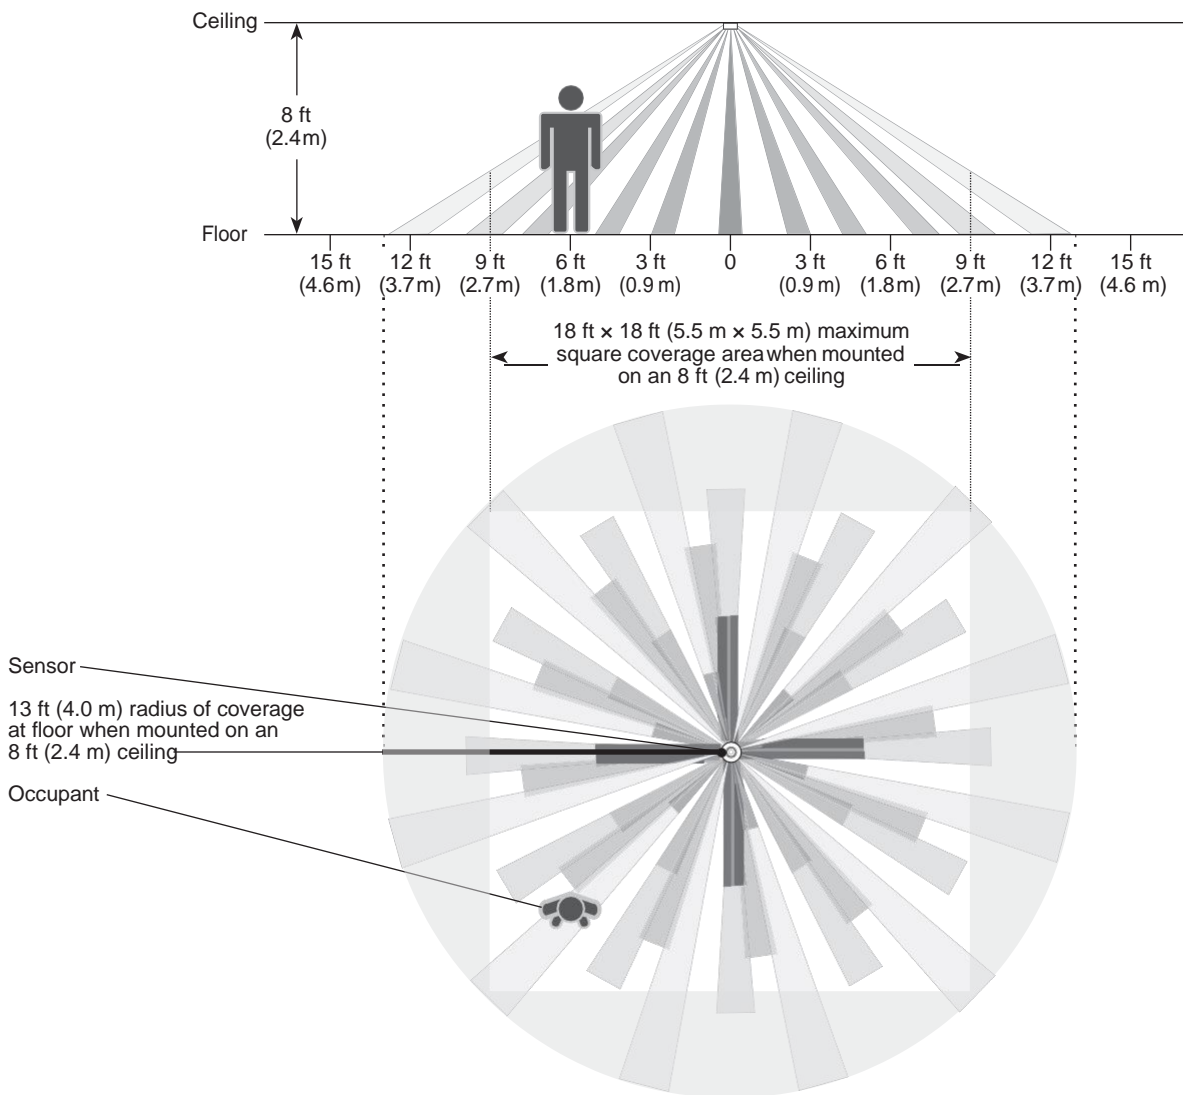 Ceiling
8 ft
(2.4 m)
Floor
15 ft 12 ft 9 ft 6 ft 3 ft 0 3 ft 6 ft 9 ft 12 ft 15 ft
(4.6 m) (3.7 m) (2.7 m) (1.8 m) (0.9 m) (0.9 m) (1.8 m) (2.7 m) (3.7 m) (4.6 m)
18 ft × 18 ft (5.5 m × 5.5 m) maximum
square coverage area when mounted
on an 8 ft (2.4 m) ceiling
Sensor
13 ft (4.0 m) radius of coverage
at floor when mounted on an
8 ft (2.4 m) ceiling
Occupant